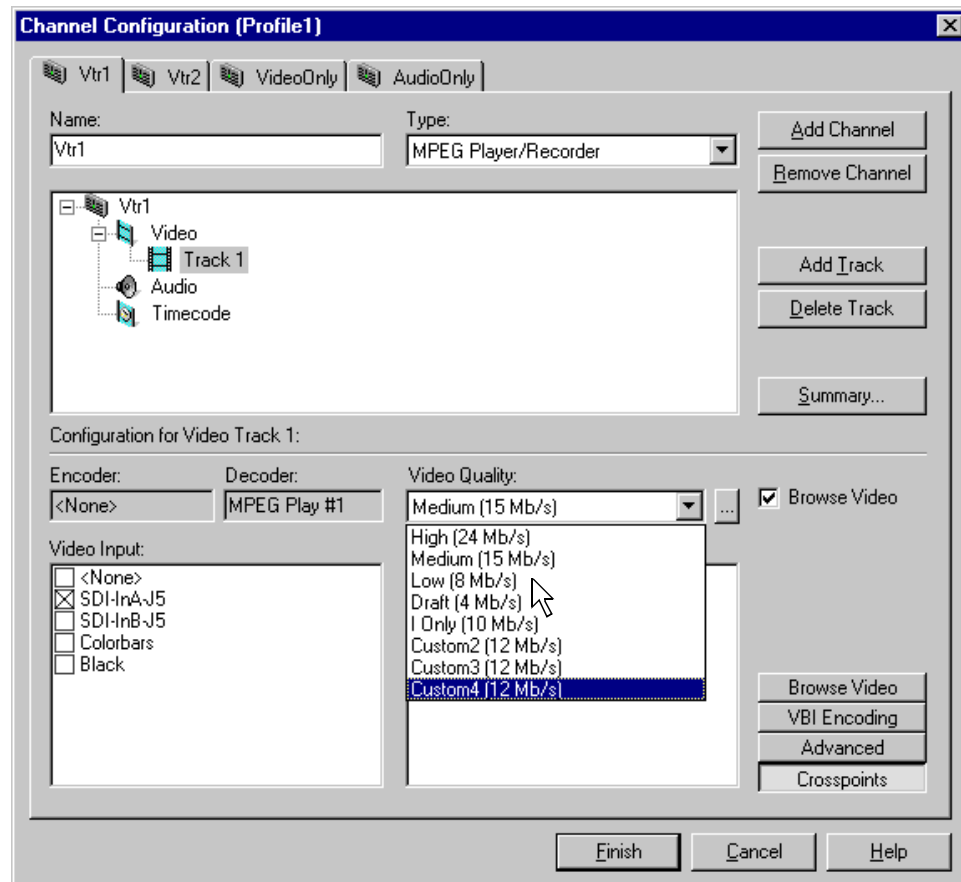 Channel Configuration (Profile1)
Vtr1 Vtr2 VideoOnly AudioOnly
Name: Type:
Vtr1 MPEG Player/Recorder
Add Channel
Remove Channel
Vtr1
Video
Track 1
Audio
Timecode
Add Track
Delete Track
Summary...
Configuration for Video Track 1:
Encoder: Decoder: Video Quality:
<None> MPEG Play #1 Medium (15 Mb/s) ... Browse Video
High (24 Mb/s)
Medium (15 Mb/s)
Low (8 Mb/s)
Draft (4 Mb/s)
I Only (10 Mb/s)
Custom2 (12 Mb/s)
Custom3 (12 Mb/s)
Custom4 (12 Mb/s)
Video Input:
<None>
SDI-InA-J5
SDI-InB-J5
Colorbars
Black
Browse Video
VBI Encoding
Advanced
Crosspoints
Finish Cancel Help